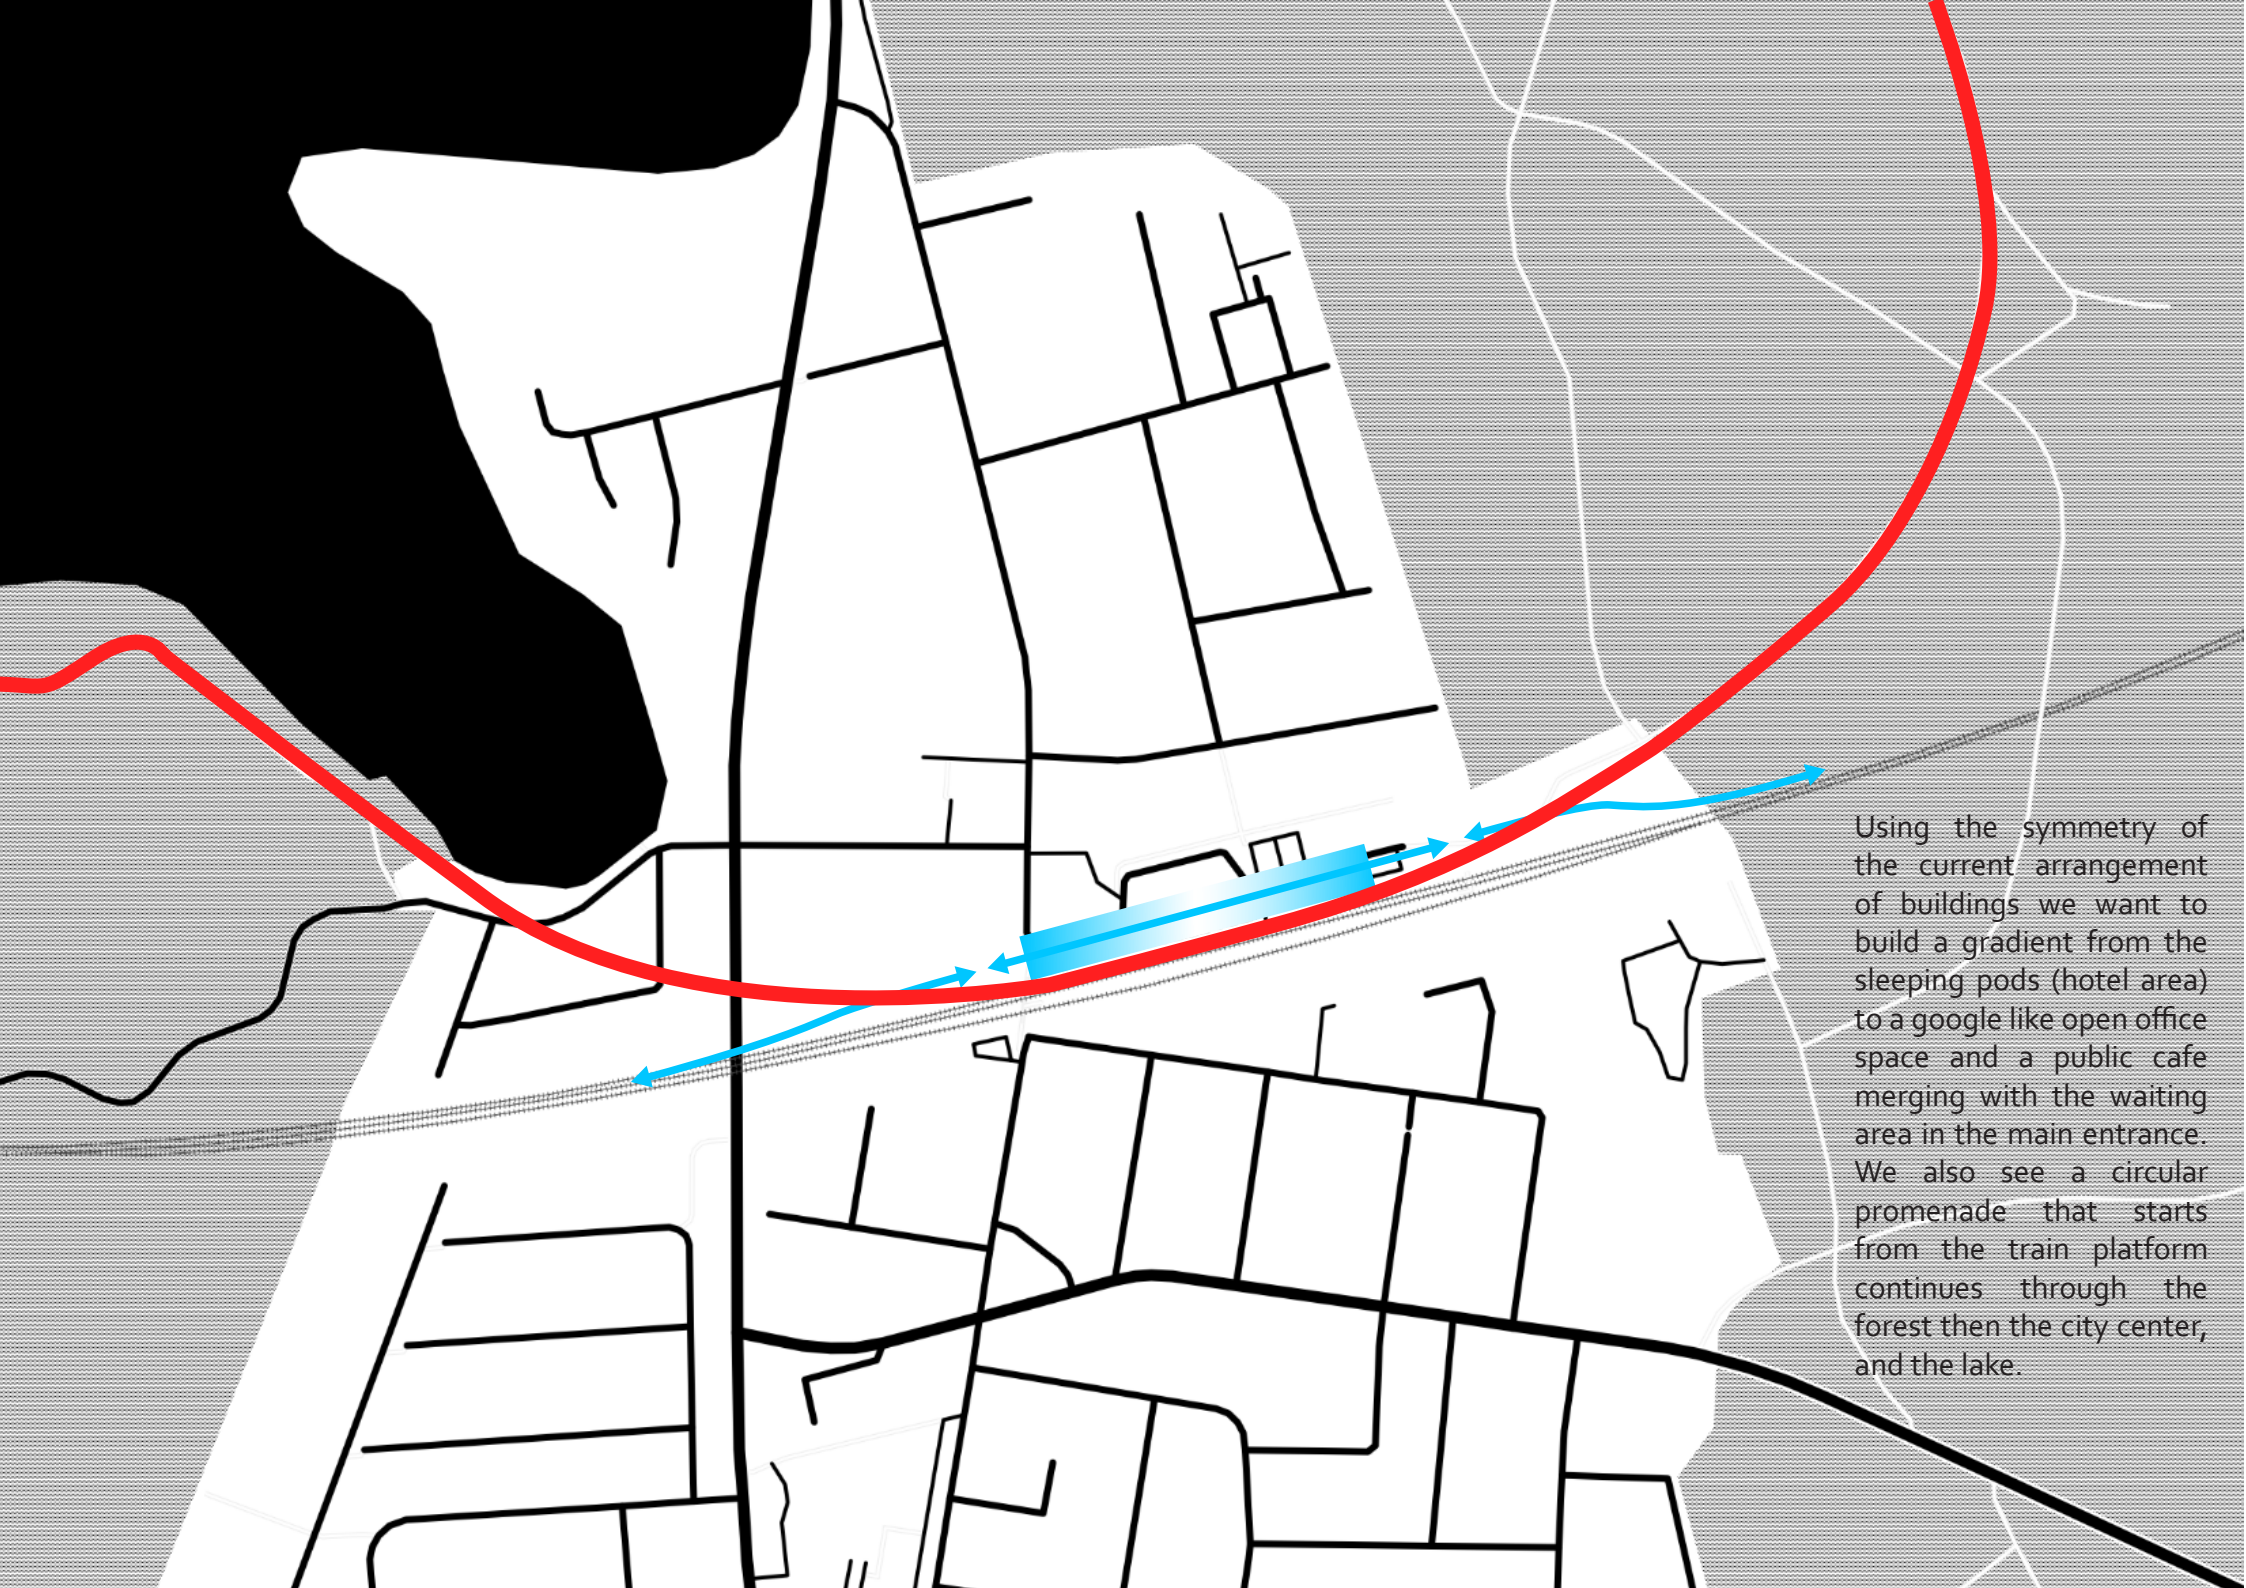 Using the symmetry of
the current arrangement
of buildings we want to
build a gradient from the
sleeping pods (hotel area)
to a google like open office
space and a public cafe
merging with the waiting
area in the main entrance.
We also see a circular
promenade that starts
from the train platform
continues through the
forest then the city center,
and the lake.